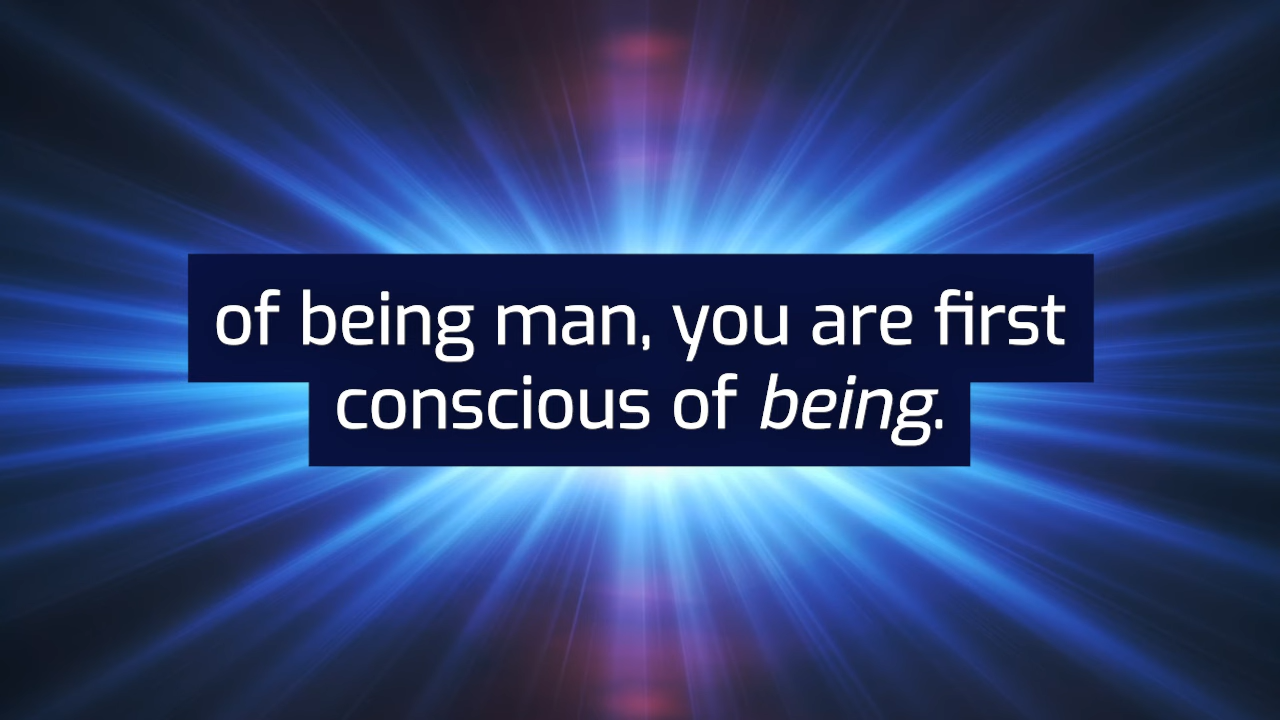 of being man, you are first
conscious of being.